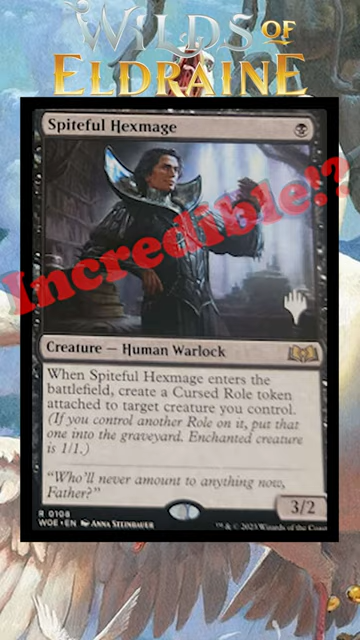 WILDS OF
ELDRAINE
Spiteful Hexmage
Incredible!?
Creature — Human Warlock
When Spiteful Hexmage enters the
battlefield, create a Cursed Role token
attached to target creature you control.
(If you control another Role on it, put that
one into the graveyard. Enchanted creature
is 1/1.)
“Who’ll never amount to anything now,
Father?”
3/2
R 0108
WOE • EN Anna Steinbauer
™ & © 2023 Wizards of the Coast